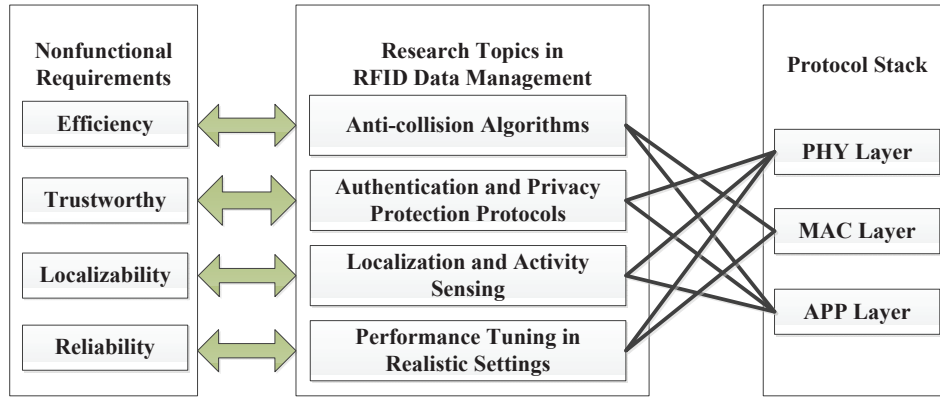 Nonfunctional
Requirements
Efficiency
Trustworthy
Localizability
Reliability
Research Topics in
RFID Data Management
Anti-collision Algorithms
Authentication and Privacy
Protection Protocols
Localization and Activity
Sensing
Performance Tuning in
Realistic Settings
Protocol Stack
PHY Layer
MAC Layer
APP Layer